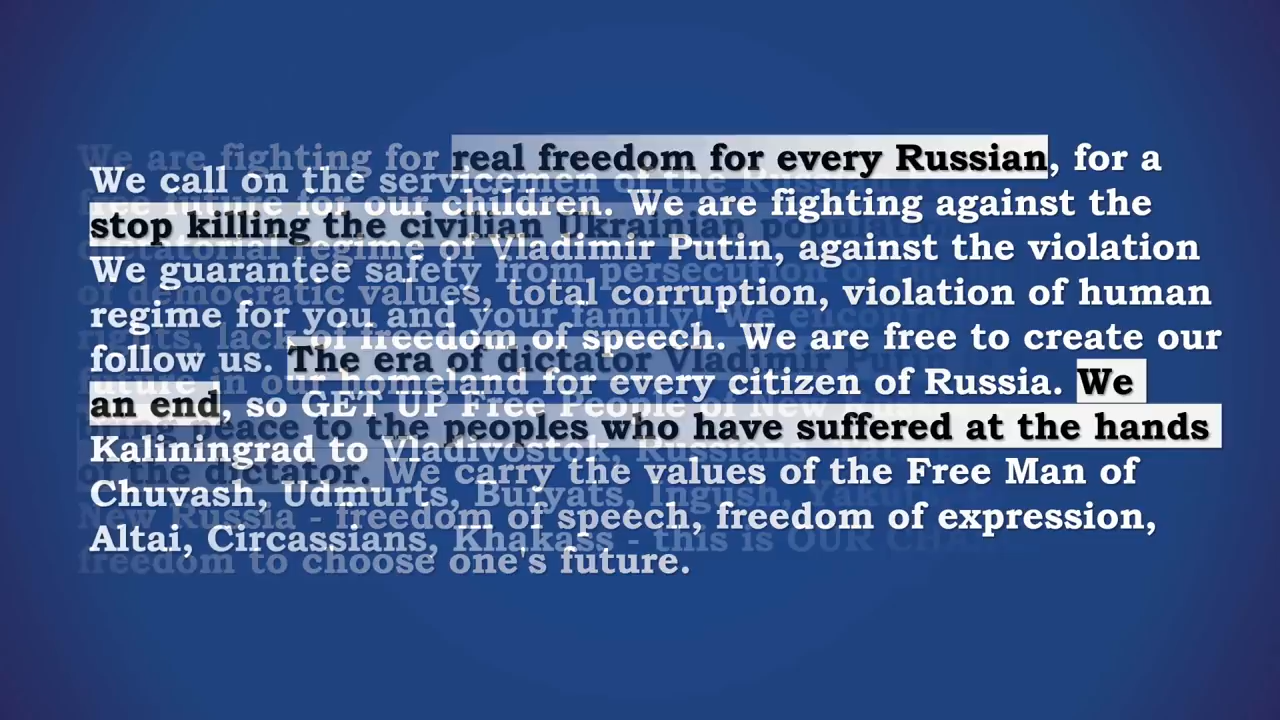 We are fighting for real freedom for every Russian, for a
free future for our children. We are fighting against the
regime of Vladimir Putin, against the violation
of democratic values, total corruption, violation of human
rights, lack of freedom of speech. We are free to create our
future in our homeland for every citizen of Russia. We
peace to the peoples who have suffered at the hands
of the dictator. We carry the values of the Free Man of
New Russia - freedom of speech, freedom of expression,
freedom to choose one's future.
We call on the servicemen of the Russian
stop killing the civilian Ukrainian
We guarantee safety from persecution
regime for you and your family! We
follow us. The era of dictator Vladimir
an end, so GET UP Free People of New
Kaliningrad to Vladivostok, Russians,
Chuvash, Udmurts, Buryats, Ingush,
Altai, Circassians, Khakass - this is OUR